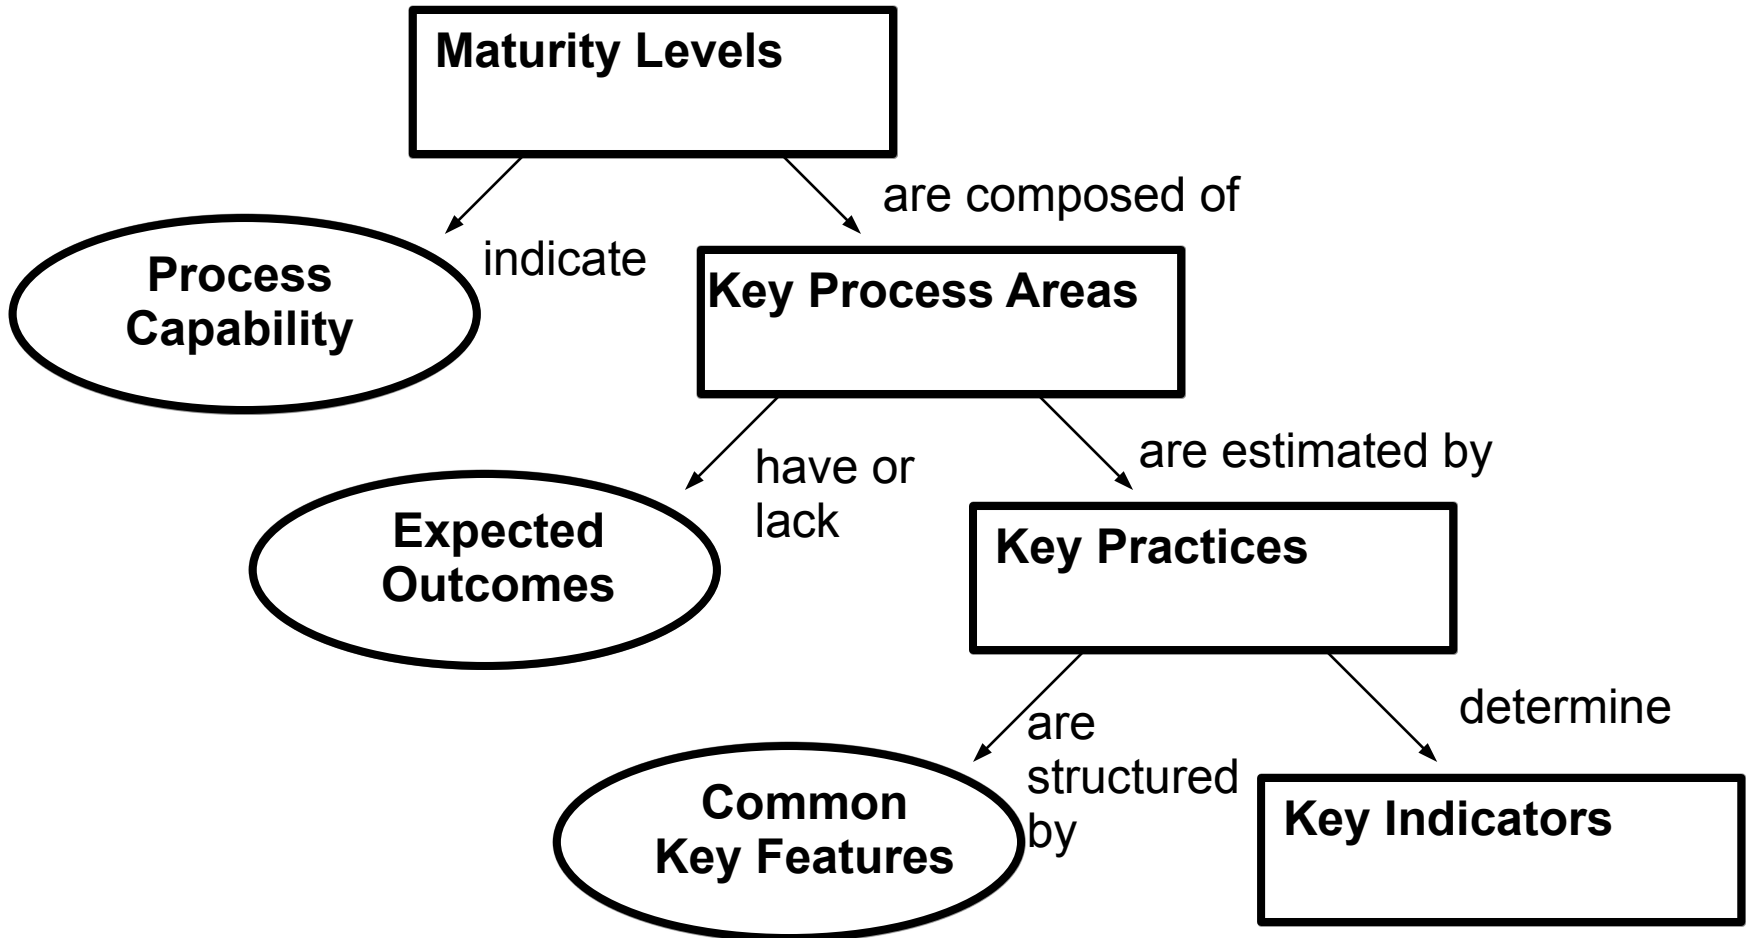 Maturity Levels
are composed of
indicate
Process
Capability
Key Process Areas
have or
lack
are estimated by
Expected
Outcomes
Key Practices
are
structured
by
determine
Common
Key Features
Key Indicators